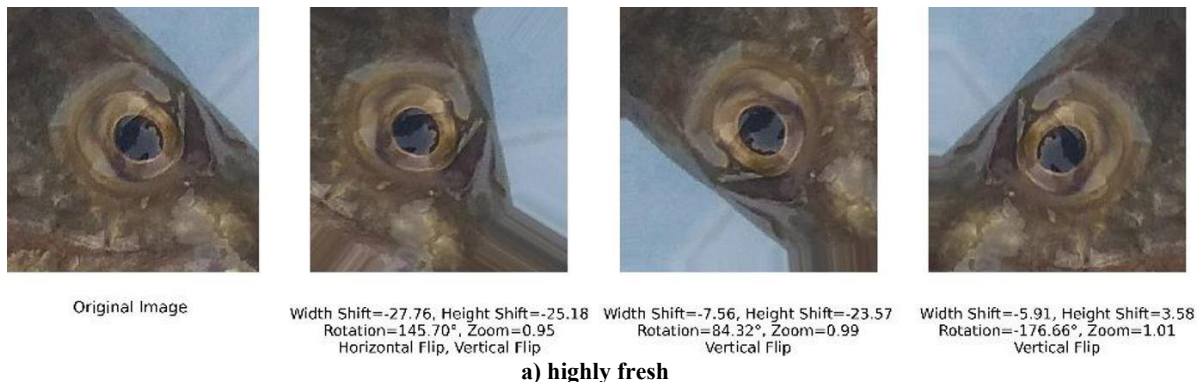 Original Image
Width Shift=-27.76, Height Shift=-25.18
Rotation=145.70°, Zoom=0.95
Horizontal Flip, Vertical Flip
Width Shift=-7.56, Height Shift=-23.57
Rotation=84.32°, Zoom=0.99
Vertical Flip
Width Shift=-5.91, Height Shift=3.58
Rotation=-176.66°, Zoom=1.01
Vertical Flip
a) highly fresh